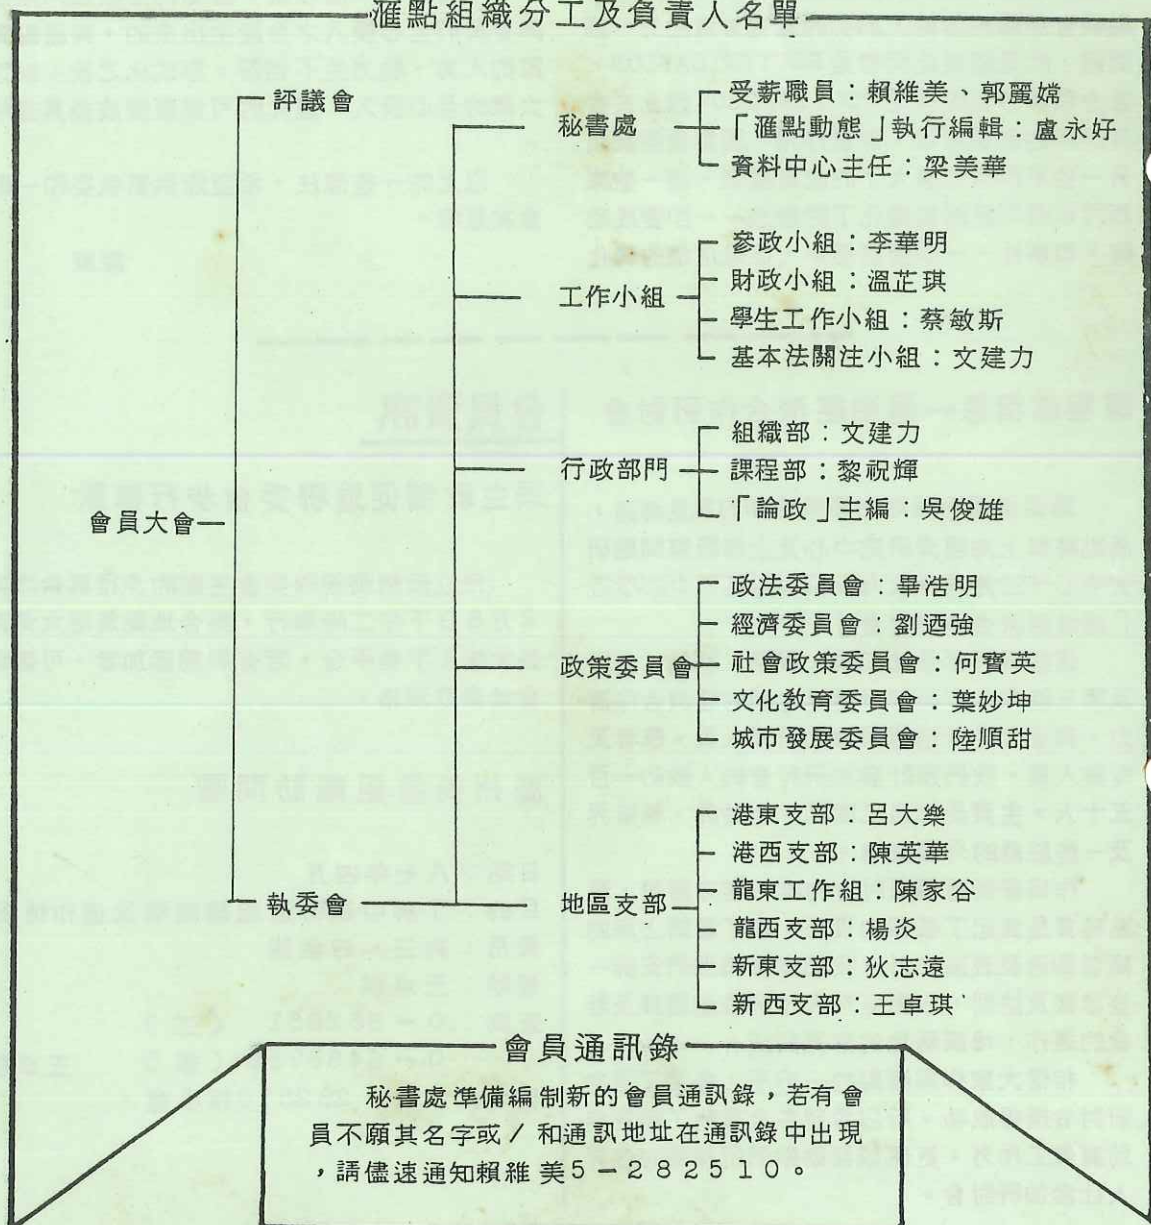 滙點組織分工及負責人名單
會員大會
評議會
執委會
秘書處
受薪職員：賴維美、郭麗嫦
「滙點動態」執行編輯：盧永好
資料中心主任：梁美華
工作小組
參政小組：李華明
財政小組：溫芷琪
學生工作小組：蔡敏斯
基本法關注小組：文建力
行政部門
組織部：文建力
課程部：黎祝輝
「論政」主編：吳俊雄
政策委員會
政法委員會：畢浩明
經濟委員會：劉迺強
社會政策委員會：何寶英
文化敎育委員會：葉妙坤
城市發展委員會：陸順甜
地區支部
港東支部：呂大樂
港西支部：陳英華
龍東工作組：陳家谷
龍西支部：楊炎
新東支部：狄志遠
新西支部：王卓琪
會員通訊錄
秘書處準備編制新的會員通訊錄，若有會
員不願其名字或／和通訊地址在通訊錄中出現
，請儘速通知賴維美5－282510。